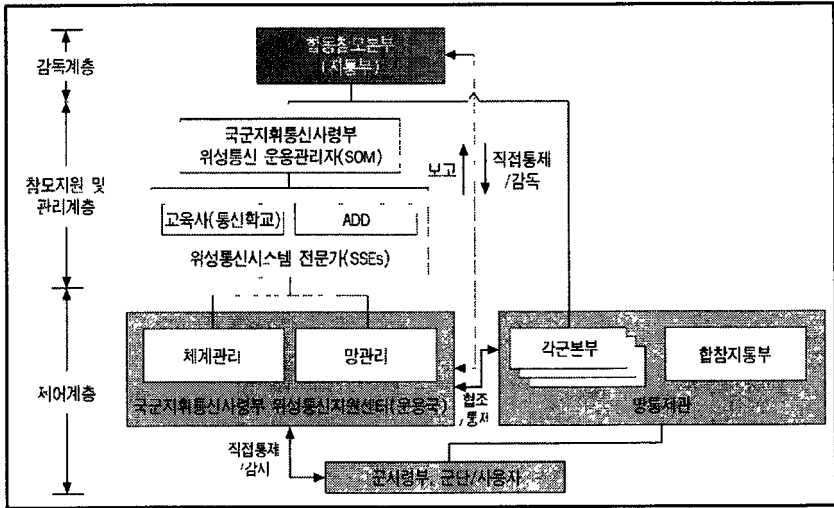 합동참모본부
(지통부)
감독계층
국군지휘통신사령부
위성통신 운용관리자(SOM)
보고
직접통제
/감독
참모지원 및
관리계층
교육사(통신학교)
ADD
위성통신시스템 전문가(SSEs)
체계관리
망관리
각군본부
합참지통부
제어계층
국군지휘통신사령부 위성통신지원센터(운용국)
협조
/통제
망통제관
직접통제
/감시
군사령부, 군단/사용자